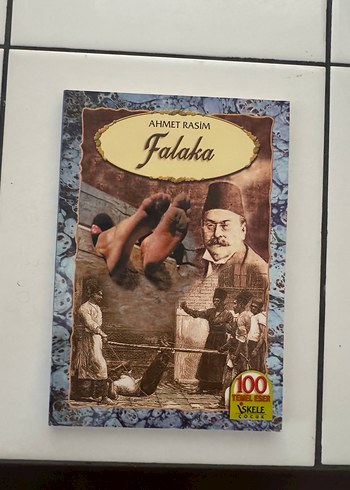 AHMET RASİM
Falaka
100
TEMEL ESER
İSKELE
ÇOCUK